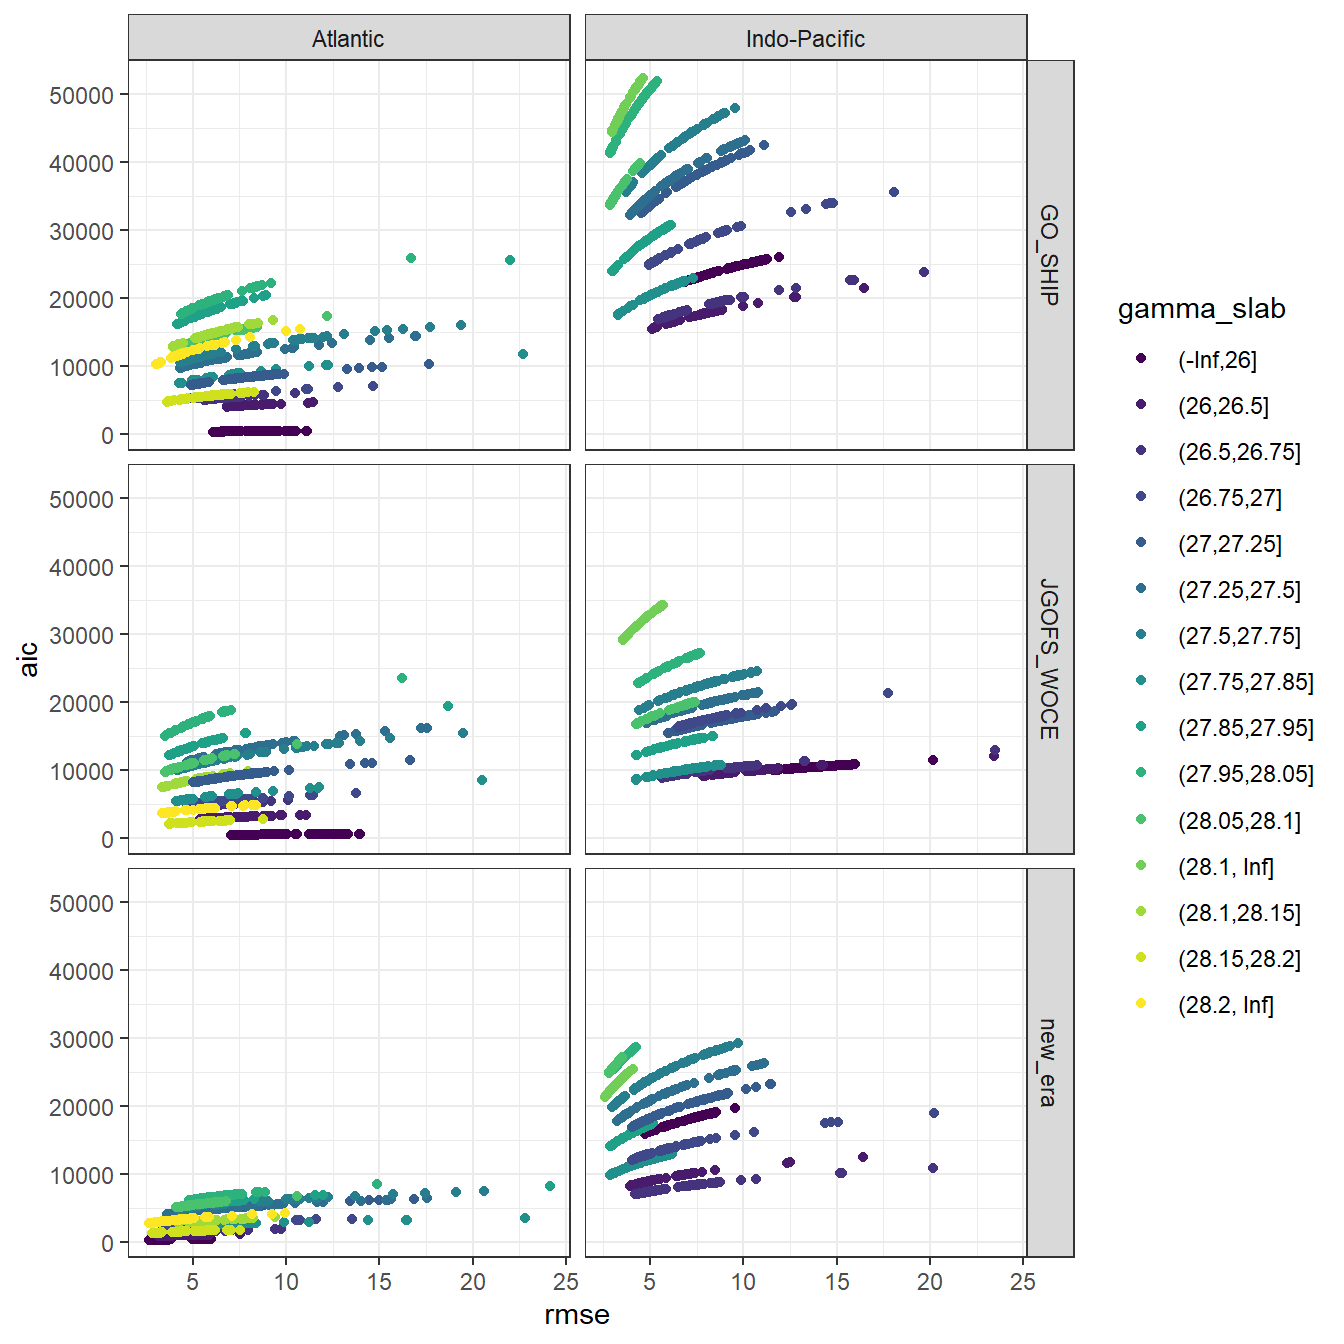 Atlantic
Indo-Pacific
50000
40000
30000
20000
10000
0
GO_SHIP
50000
40000
30000
20000
10000
0
JGOFS_WOCE
50000
40000
30000
20000
10000
0
new_era
5 10 15 20 25
5 10 15 20 25
rmse
aic
gamma_slab
(-Inf,26]
(26,26.5]
(26.5,26.75]
(26.75,27]
(27,27.25]
(27.25,27.5]
(27.5,27.75]
(27.75,27.85]
(27.85,27.95]
(27.95,28.05]
(28.05,28.1]
(28.1, Inf]
(28.1,28.15]
(28.15,28.2]
(28.2, Inf]